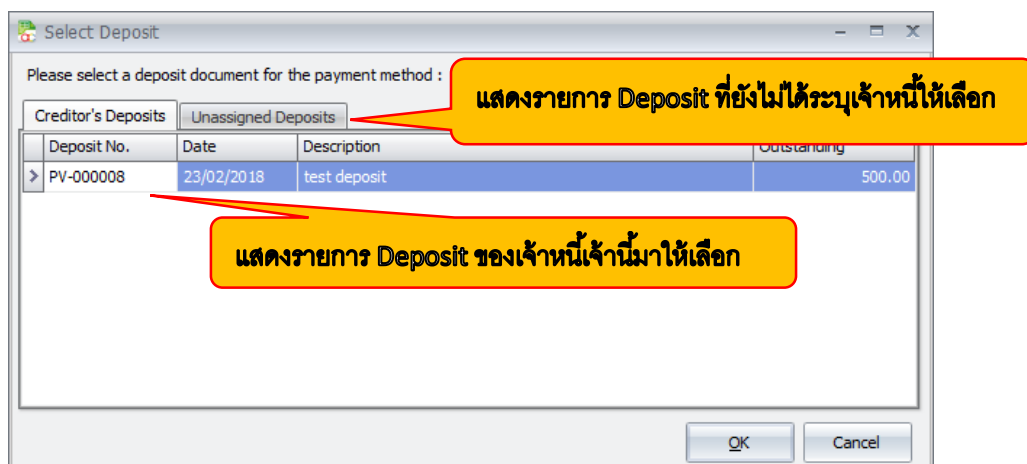 Select Deposit
Please select a deposit document for the payment method :
แสดงรายการ Deposit ที่ยังไม่ได้ระบุเจ้าหนี้ให้เลือก
Creditor's Deposits Unassigned Deposits
Deposit No. Date Description Outstanding
PV-000008 23/02/2018 test deposit 500.00
แสดงรายการ Deposit ของเจ้าหนี้เจ้านี้มาให้เลือก
OK Cancel